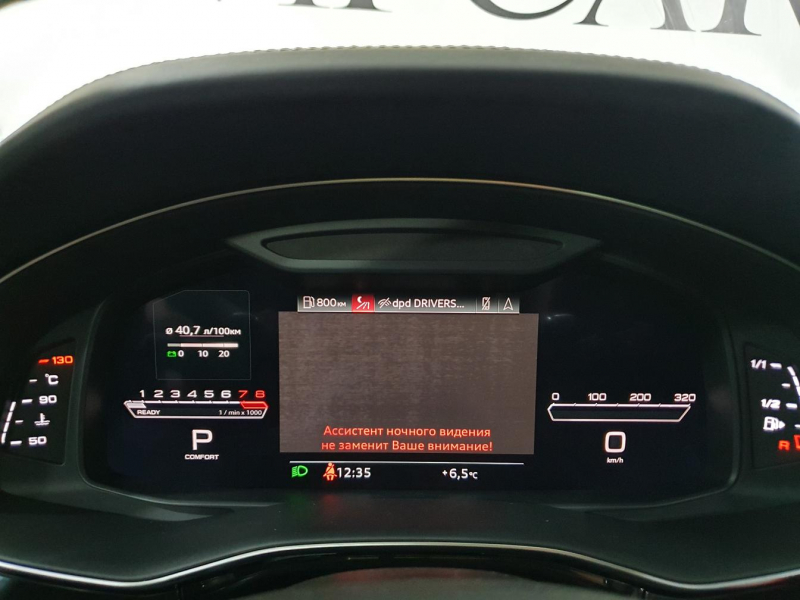 800 км dpd DRIVERS...
ø 40,7 л/100км
0 10 20
1 2 3 4 5 6 7 8
READY 1 / min x 1000
P
COMFORT
130
°C
90
50
Ассистент ночного видения
не заменит Ваше внимание!
12:35 +6,5 °C
0 100 200 320
0
km/h
1/1
1/2
R